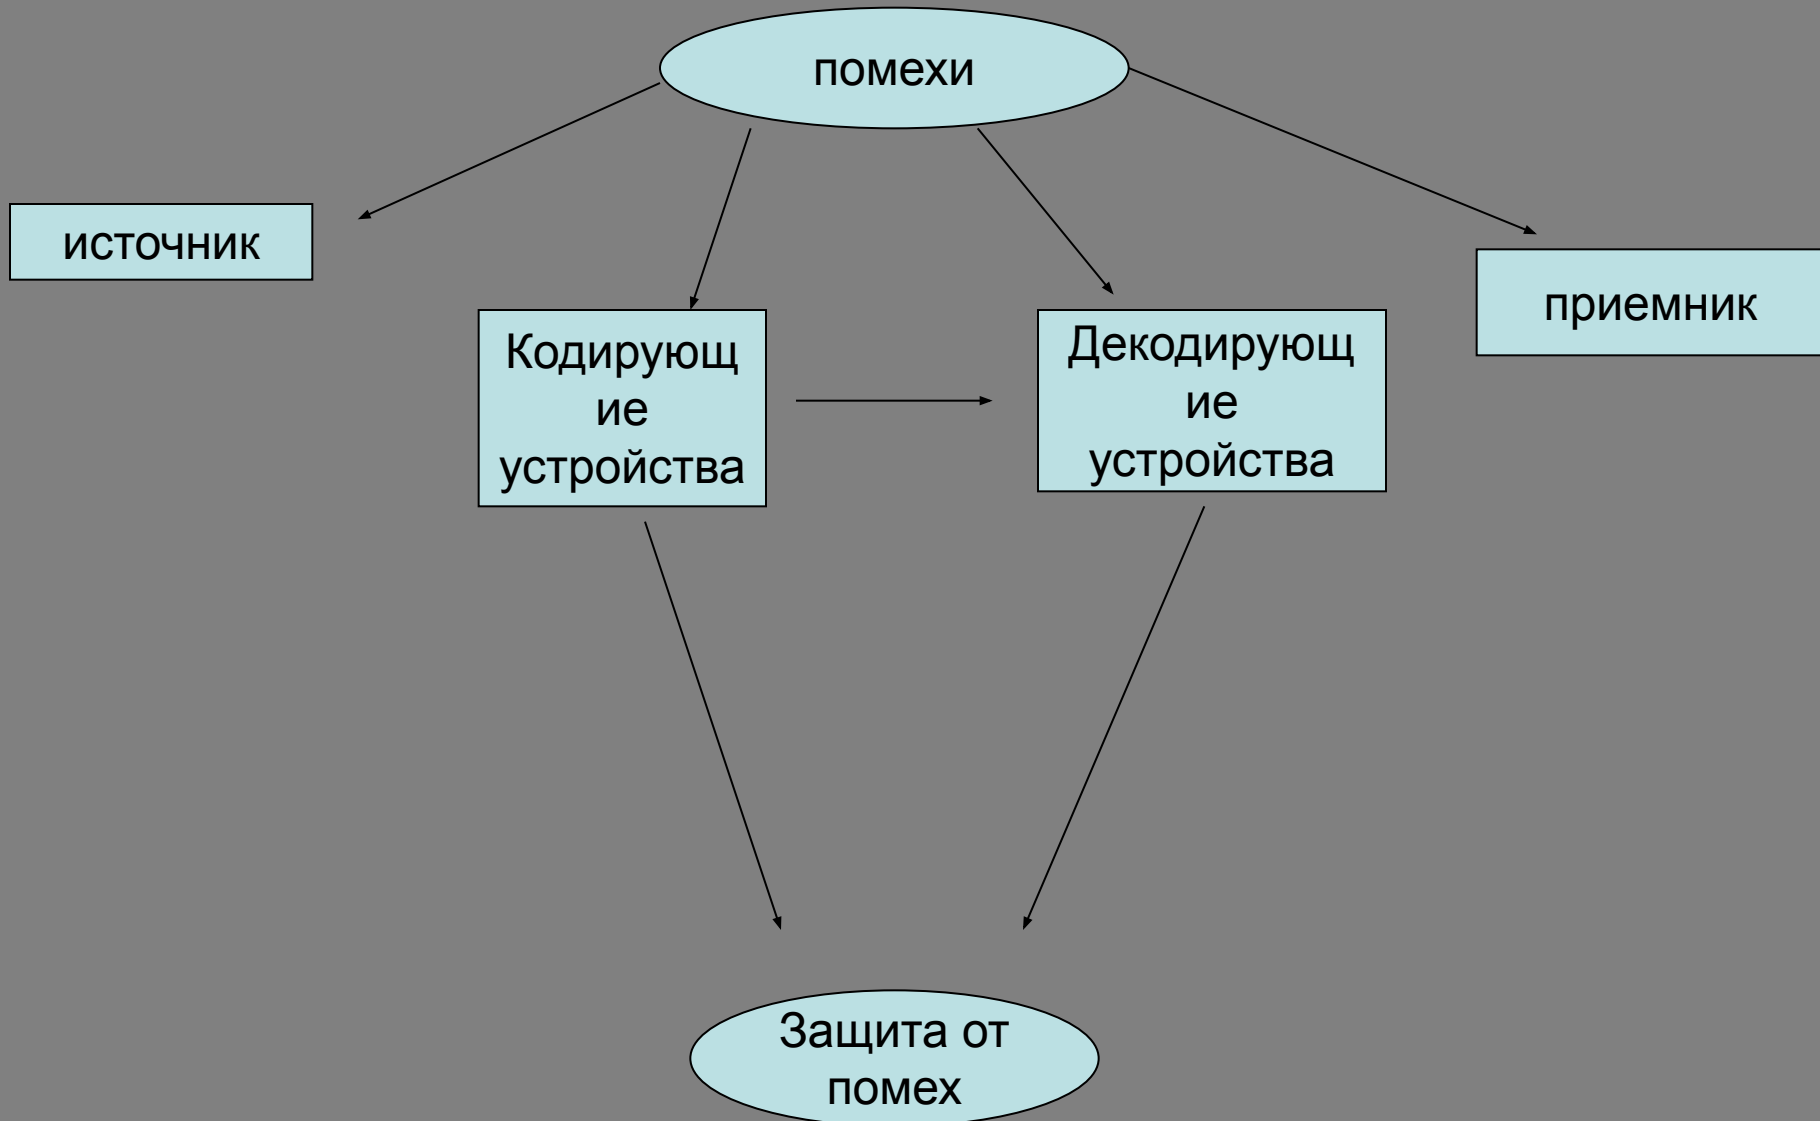 помехи
источник
приемник
Кодирующ
ие
устройства
Декодирующ
ие
устройства
Защита от
помех